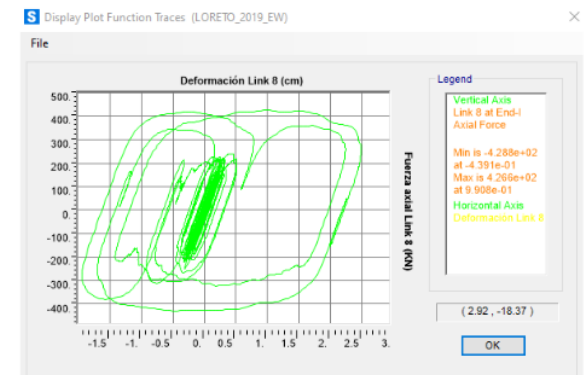 S Display Plot Function Traces (LORETO_2019_EW)
File
Deformación Link 8 (cm)
500.
400.
300.
200.
100.
0.
-100.
-200.
-300.
-400.
-1.5 -1. -0.5 0. 0.5 1. 1.5 2. 2.5 3.
Fuerza axial Link 8 (KN)
Legend
Vertical Axis
Link 8 at End-I
Axial Force
Min is -4.288e+02
at -4.391e-01
Max is 4.266e+02
at 9.908e-01
Horizontal Axis
Deformación Link 8
( 2.92 , -18.37 )
OK